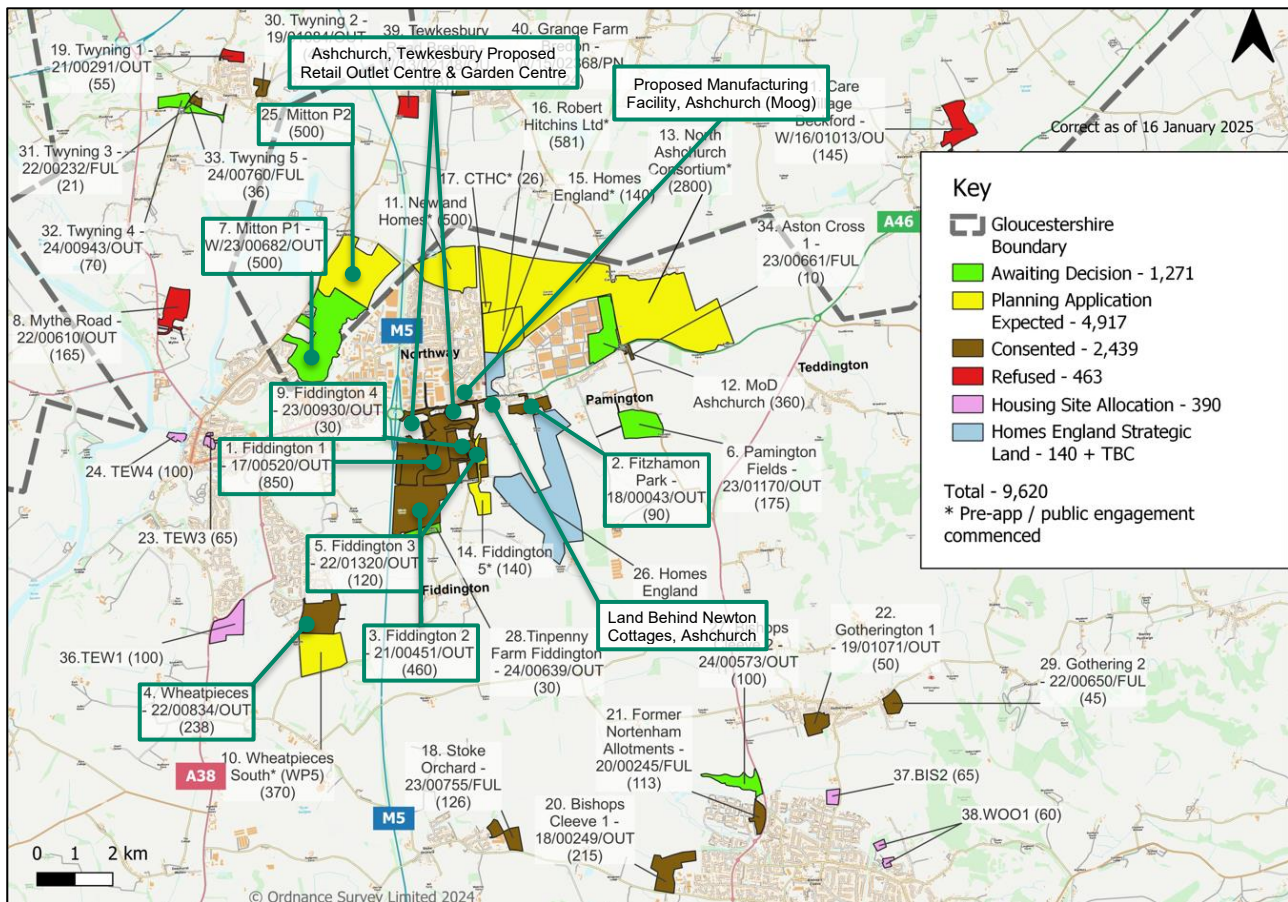 30. Twyning 2 -
39. Tewkesbury
40. Grange Farm
19. Twyning 1 -
21/00291/OUT
(55)
Ashchurch, Tewkesbury Proposed
Retail Outlet Centre & Garden Centre
Bredon -
Proposed Manufacturing
Facility, Ashchurch (Moog)
Care
Beckford -
W/16/01013/OU
(145)
Correct as of 16 January 2025
25. Mitton P2
(500)
16. Robert
Hitchins Ltd*
(581)
13. North
Ashchurch
Consortium*
(2800)
31. Twyning 3 -
22/00232/FUL
(21)
33. Twyning 5 -
24/00760/FUL
(36)
17. CTHC* (26)
15. Homes
England* (140)
11. Newland
Homes* (500)
32. Twyning 4 -
24/00943/OUT
(70)
7. Mitton P1 -
W/23/00682/OUT
(500)
34. Aston Cross
1 -
23/00661/FUL
(10)
A46
8. Mythe Road -
22/00610/OUT
(165)
M5
Northway
Teddington
Pamington
12. MoD
Ashchurch (360)
9. Fiddington 4
- 23/00930/OUT
(30)
1. Fiddington 1
- 17/00520/OUT
(850)
24. TEW4 (100)
23. TEW3 (65)
2. Fitzhamon
Park -
18/00043/OUT
(90)
6. Pamington
Fields -
23/01170/OUT
(175)
5. Fiddington 3
- 22/01320/OUT
(120)
14. Fiddington
5* (140)
Fiddington
26. Homes
England
Land Behind Newton
Cottages, Ashchurch
36.TEW1 (100)
3. Fiddington 2
- 21/00451/OUT
(460)
28.Tinpenny
Farm Fiddington
- 24/00639/OUT
(30)
4. Wheatpieces
- 22/00834/OUT
(238)
24/00573/OUT
(100)
22.
Gotherington 1
- 19/01071/OUT
(50)
29. Gothering 2
- 22/00650/FUL
(45)
10. Wheatpieces
South* (WP5)
(370)
A38
M5
18. Stoke
Orchard -
23/00755/FUL
(126)
21. Former
Nortenham
Allotments -
20/00245/FUL
(113)
20. Bishops
Cleeve 1 -
18/00249/OUT
(215)
37.BIS2 (65)
38.WOO1 (60)
Key
Gloucestershire
Boundary
Awaiting Decision - 1,271
Planning Application
Expected - 4,917
Consented - 2,439
Refused - 463
Housing Site Allocation - 390
Homes England Strategic
Land - 140 + TBC
Total - 9,620
* Pre-app / public engagement
commenced
0 1 2 km
© Ordnance Survey Limited 2024